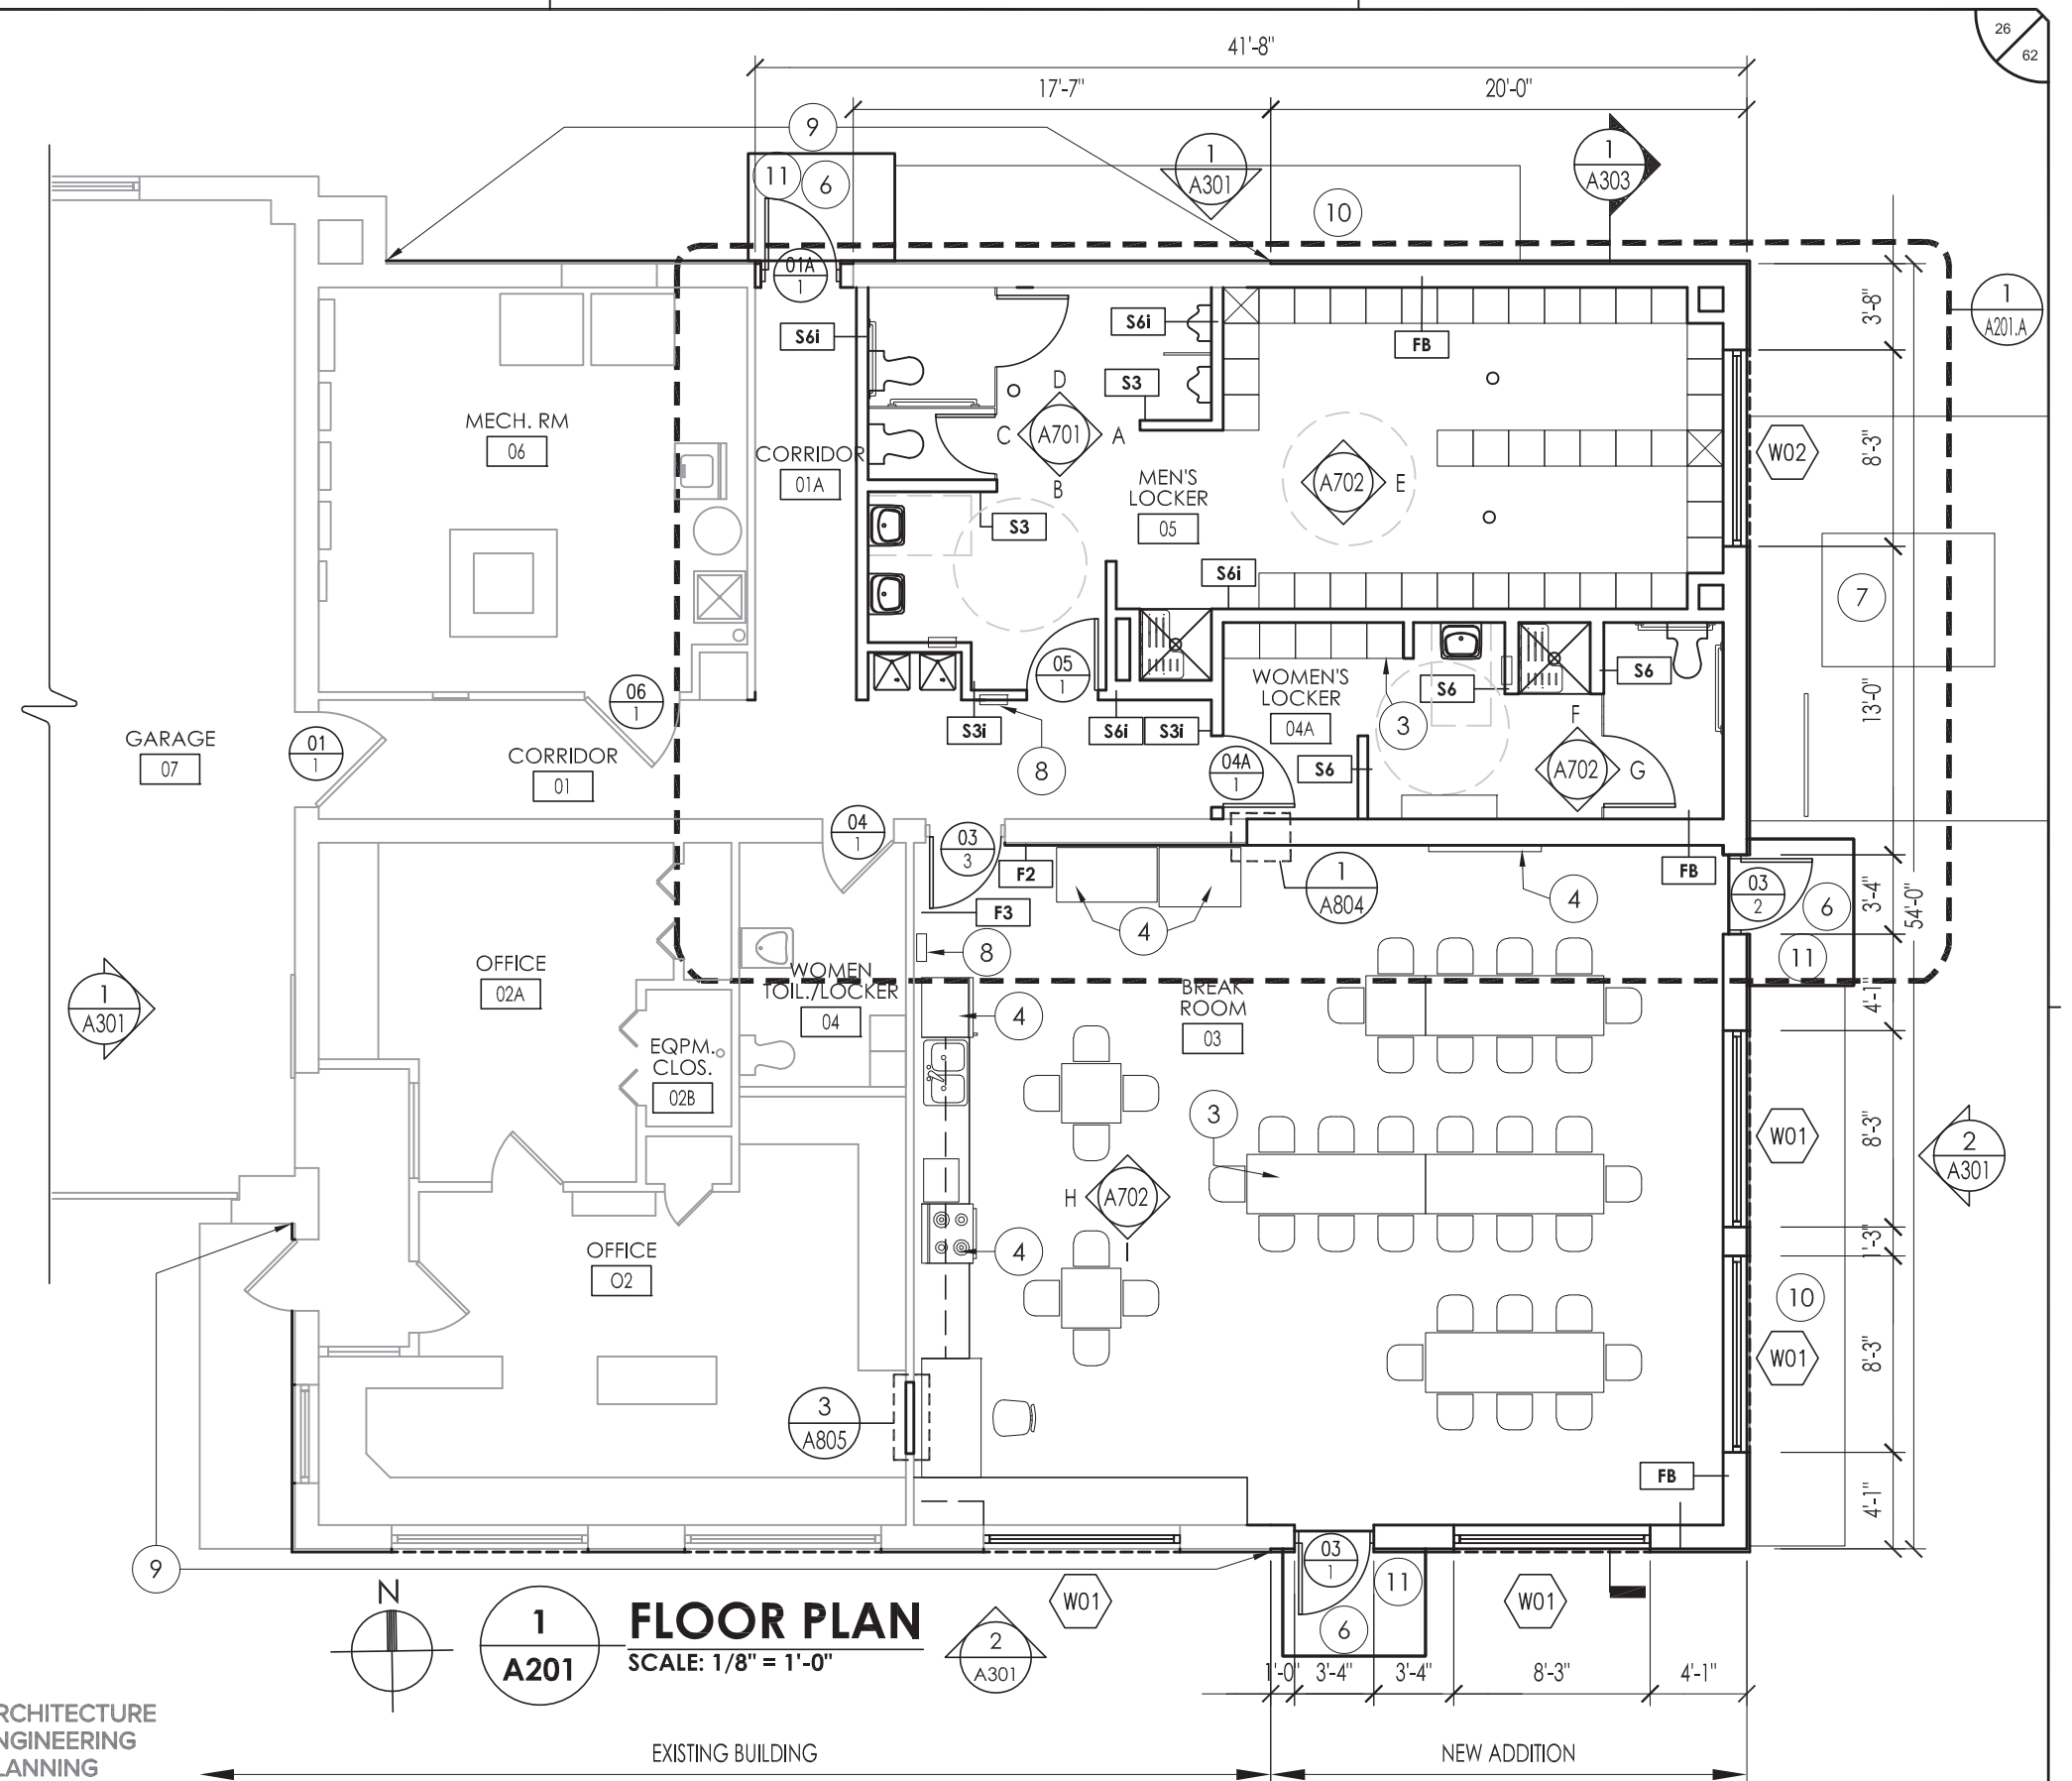 26
62
41'-8"
17'-7"
20'-0"
9
11
6
1
A301
1
A303
10
01A
1
1
A201.A
3'-8"
S6i
S6i
FB
S3
D
C
A701
A
B
MECH. RM
06
CORRIDOR
01A
MEN'S
LOCKER
05
A702
E
W02
8'-3"
S3
S6i
7
05
1
WOMEN'S
LOCKER
04A
S6
S6
06
1
3
F
13'-0"
GARAGE
07
01
1
CORRIDOR
01
S3i
S6i
S3i
8
04A
1
S6
A702
G
04
1
03
3
F2
1
A804
4
FB
03
2
6
3'-4"
54'-0"
F3
4
8
11
OFFICE
02A
WOMEN
TOIL./LOCKER
04
BREAK
ROOM
03
4'-1"
1
A301
4
EQPM.
CLOS.
02B
3
W01
8'-3"
2
A301
H
A702
I
OFFICE
O2
4
1'-3"
10
W01
8'-3"
3
A805
FB
4'-1"
9
03
1
11
6
N
1
A201
FLOOR PLAN
SCALE: 1/8" = 1'-0"
2
A301
W01
W01
1'-0"
3'-4"
3'-4"
8'-3"
4'-1"
RCHITECTURE
NGINEERING
LANNING
EXISTING BUILDING
NEW ADDITION